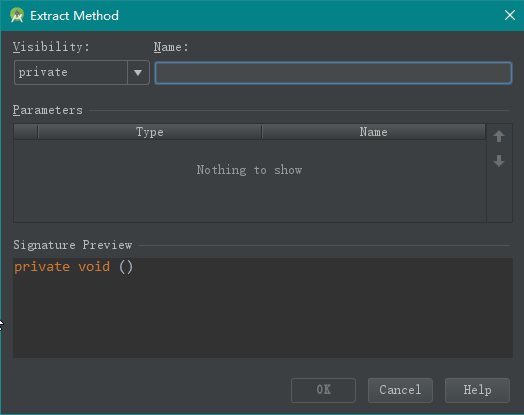 Extract Method
Visibility: Name:
private
Parameters
Type Name
Nothing to show
Signature Preview
private void ()
OK Cancel Help